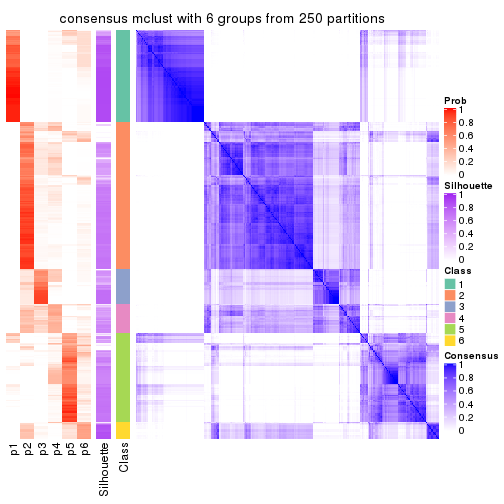 consensus mclust with 6 groups from 250 partitions
Prob
1
0.8
0.6
0.4
0.2
0
Silhouette
1
0.8
0.6
0.4
0.2
0
Class
1
2
3
4
5
6
Consensus
1
0.8
0.6
0.4
0.2
0
p1
p2
p3
p4
p5
p6
Silhouette
Class